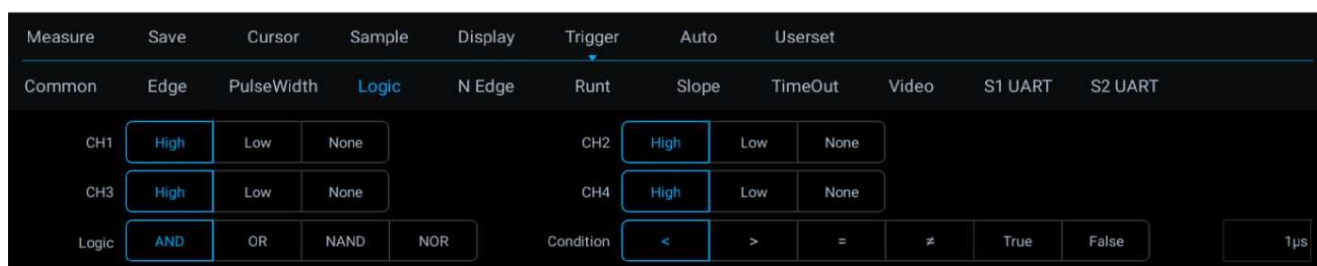 Measure Save Cursor Sample Display Trigger Auto Userset
Common Edge PulseWidth Logic N Edge Runt Slope TimeOut Video S1 UART S2 UART
CH1 High Low None CH2 High Low None
CH3 High Low None CH4 High Low None
Logic AND OR NAND NOR Condition < > = ≠ True False 1μs